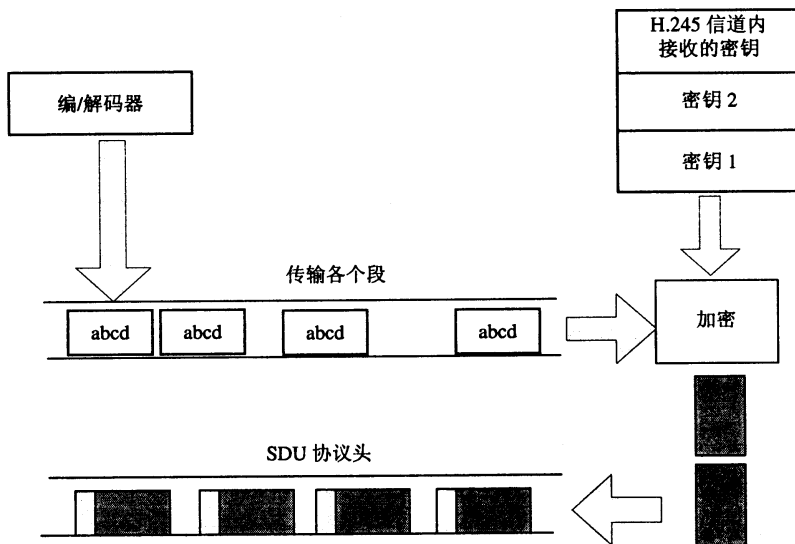 H.245 信道内
接收的密钥
编/解码器
密钥 2
密钥 1
传输各个段
abcd
abcd
abcd
abcd
加密
SDU 协议头